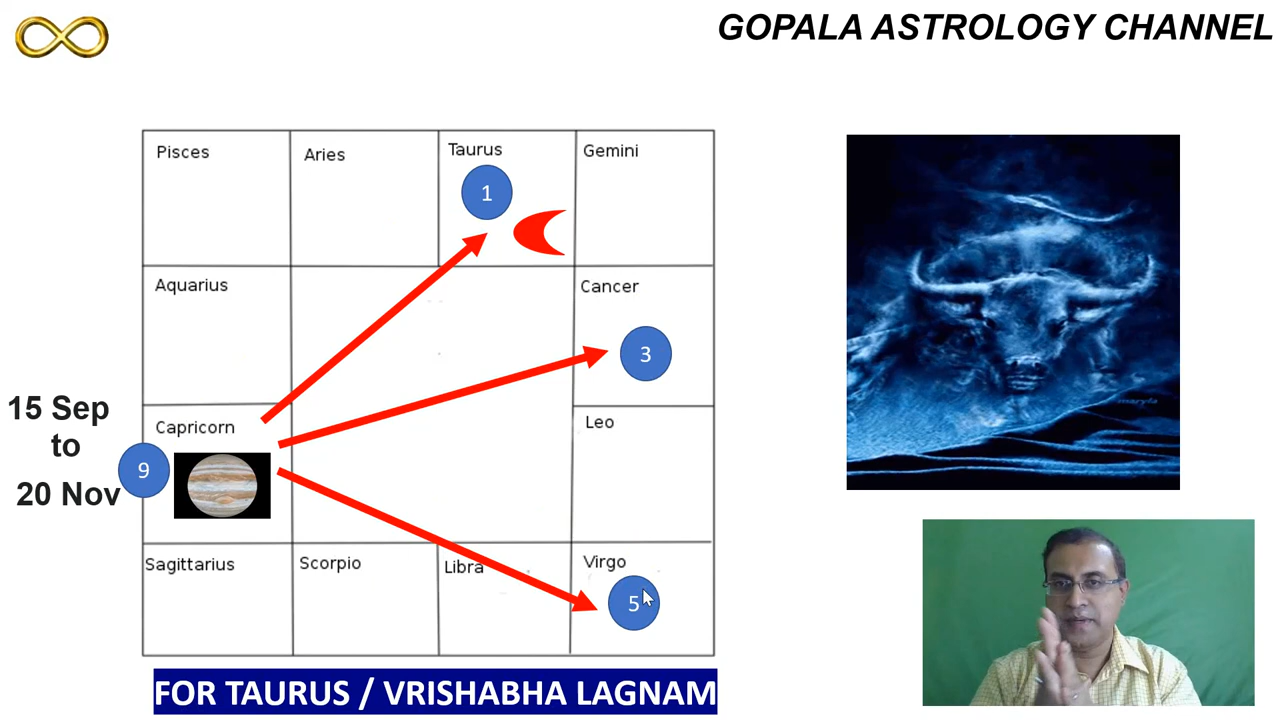 GOPALA ASTROLOGY CHANNEL
Pisces
Aries
Taurus
Gemini
1
Aquarius
Cancer
3
15 Sep
to
20 Nov
Capricorn
9
Leo
Sagittarius
Scorpio
Libra
Virgo
5
FOR TAURUS / VRISHABHA LAGNAM